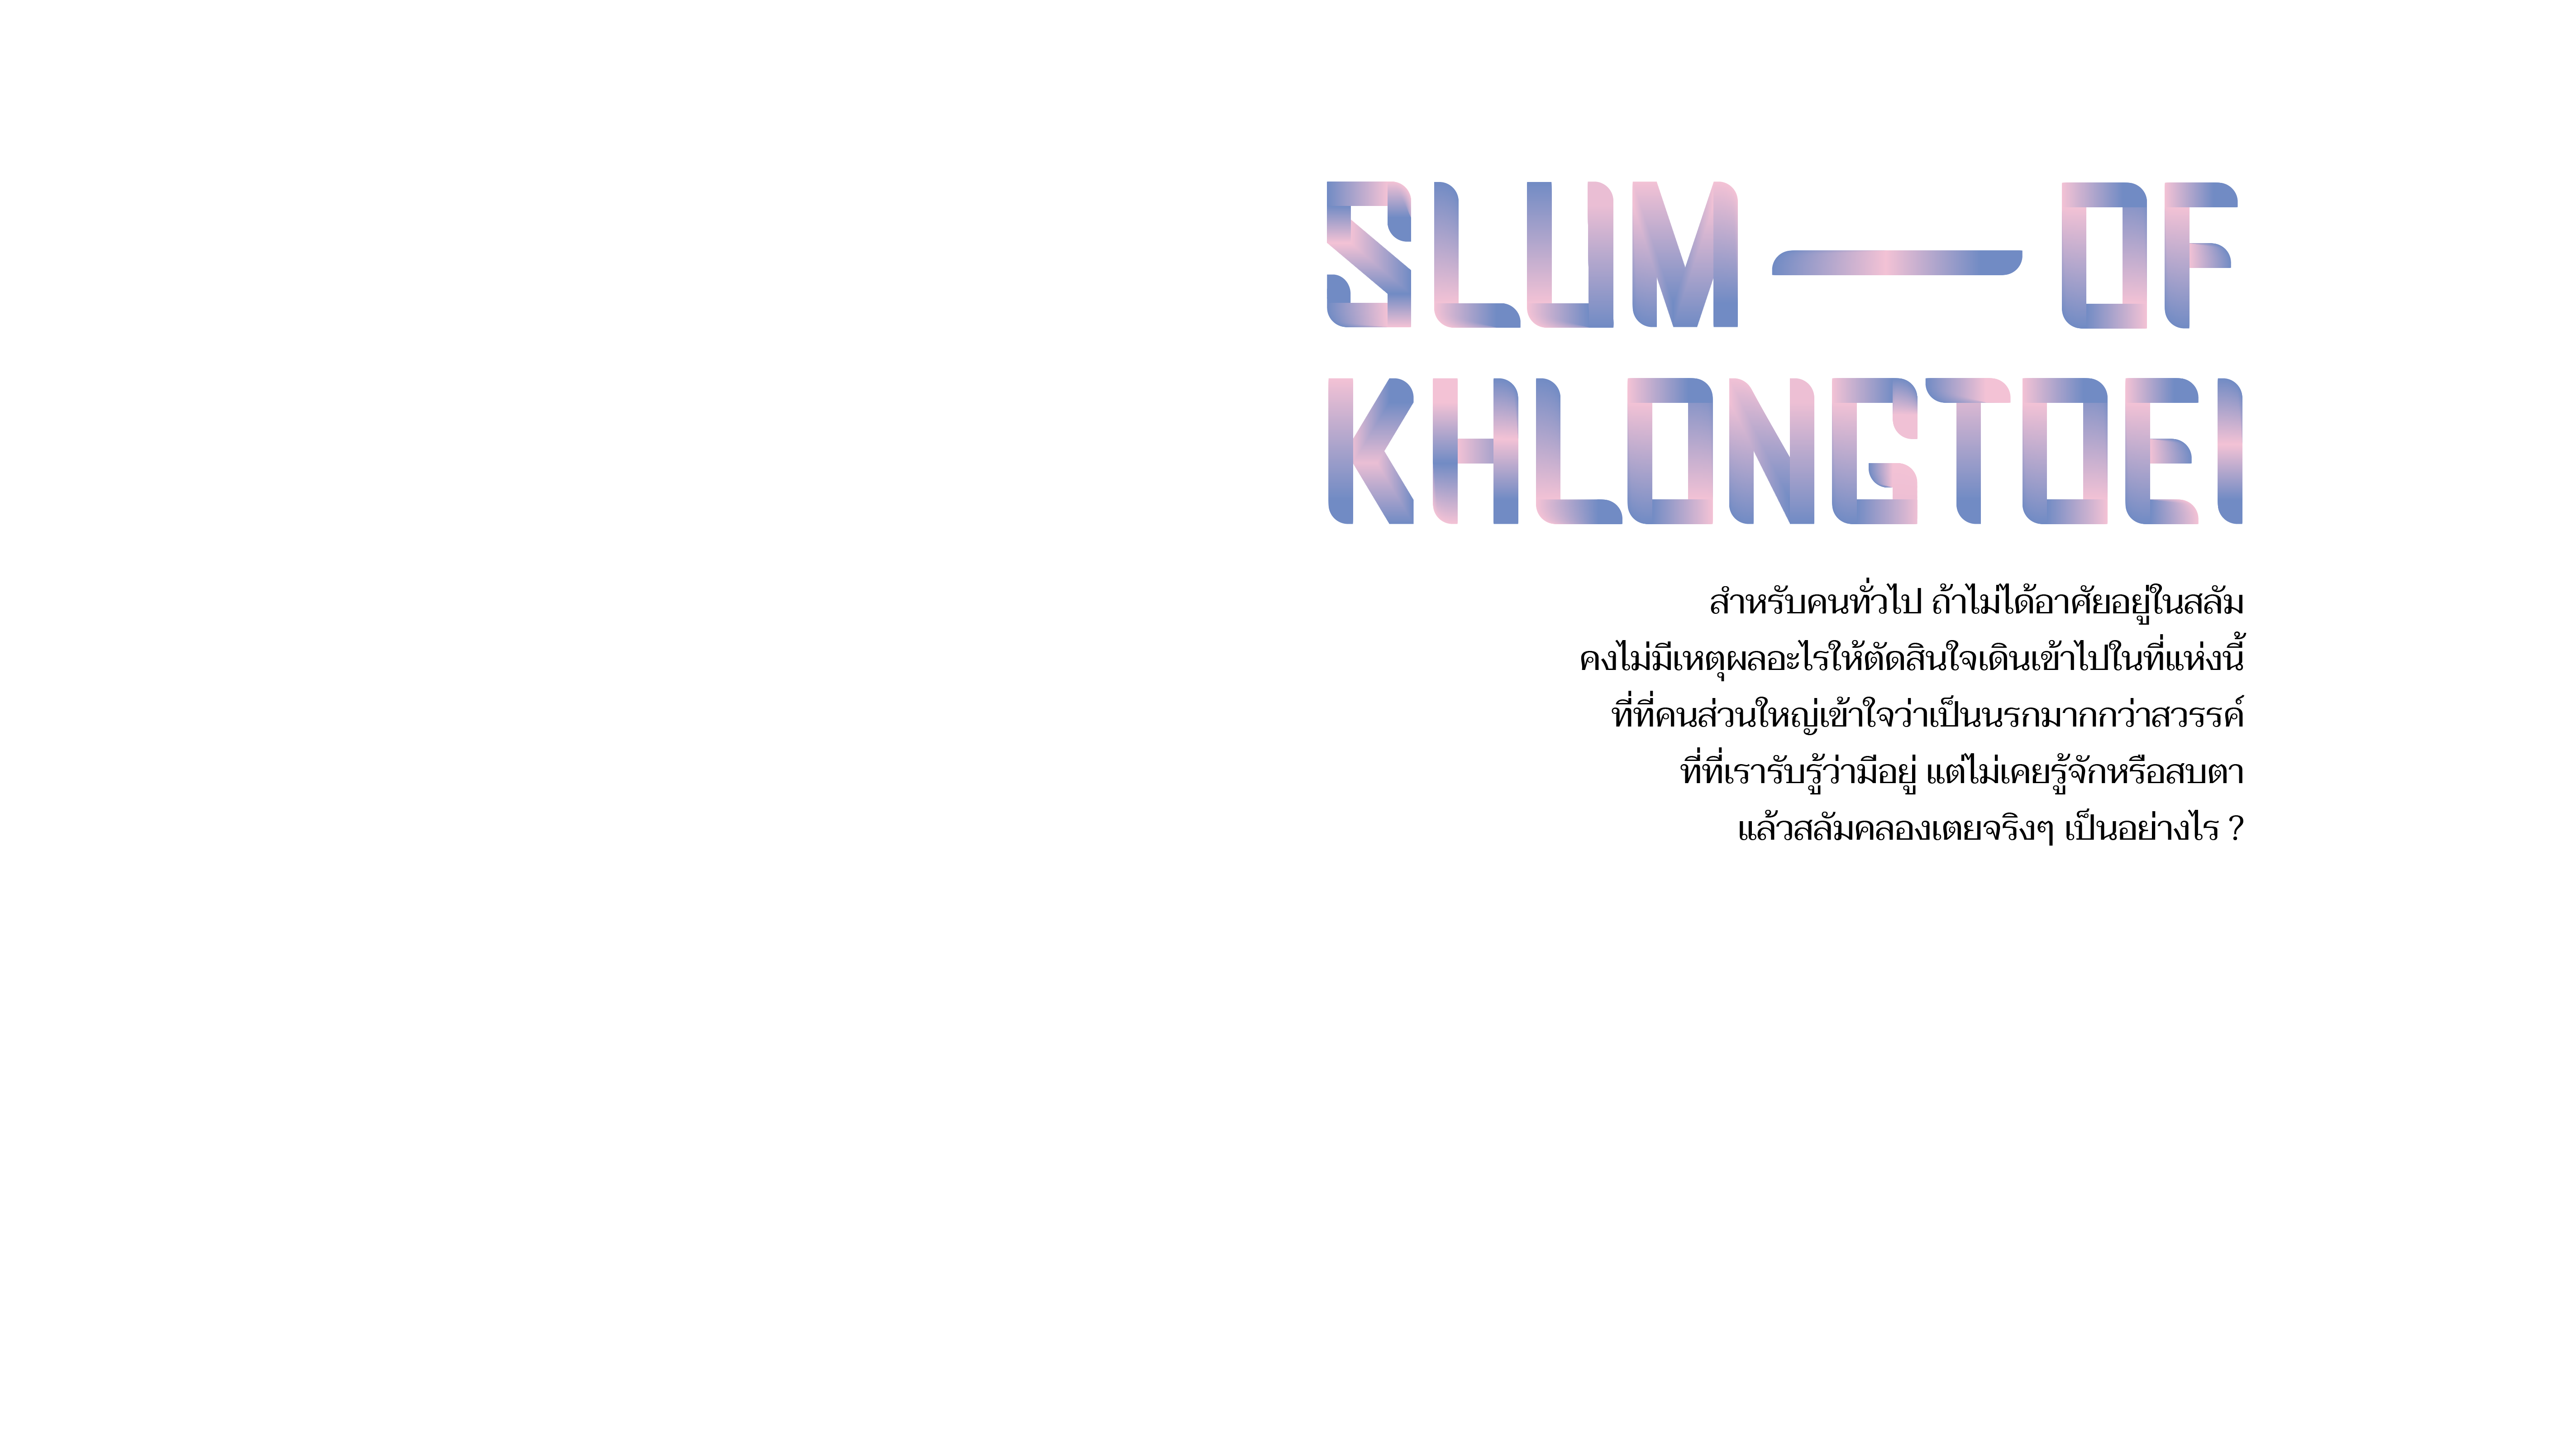 SLUM — OF
KHLONGTOEI
สำหรับคนทั่วไป ถ้าไม่ได้อาศัยอยู่ในสลัม
คงไม่มีเหตุผลอะไรให้ตัดสินใจเดินเข้าไปในที่แห่งนี้
ที่ที่คนส่วนใหญ่เข้าใจว่าเป็นนรกมากกว่าสวรรค์
ที่ที่เรารับรู้ว่ามีอยู่ แต่ไม่เคยรู้จักหรือสบตา
แล้วสลัมคลองเตยจริงๆ เป็นอย่างไร ?